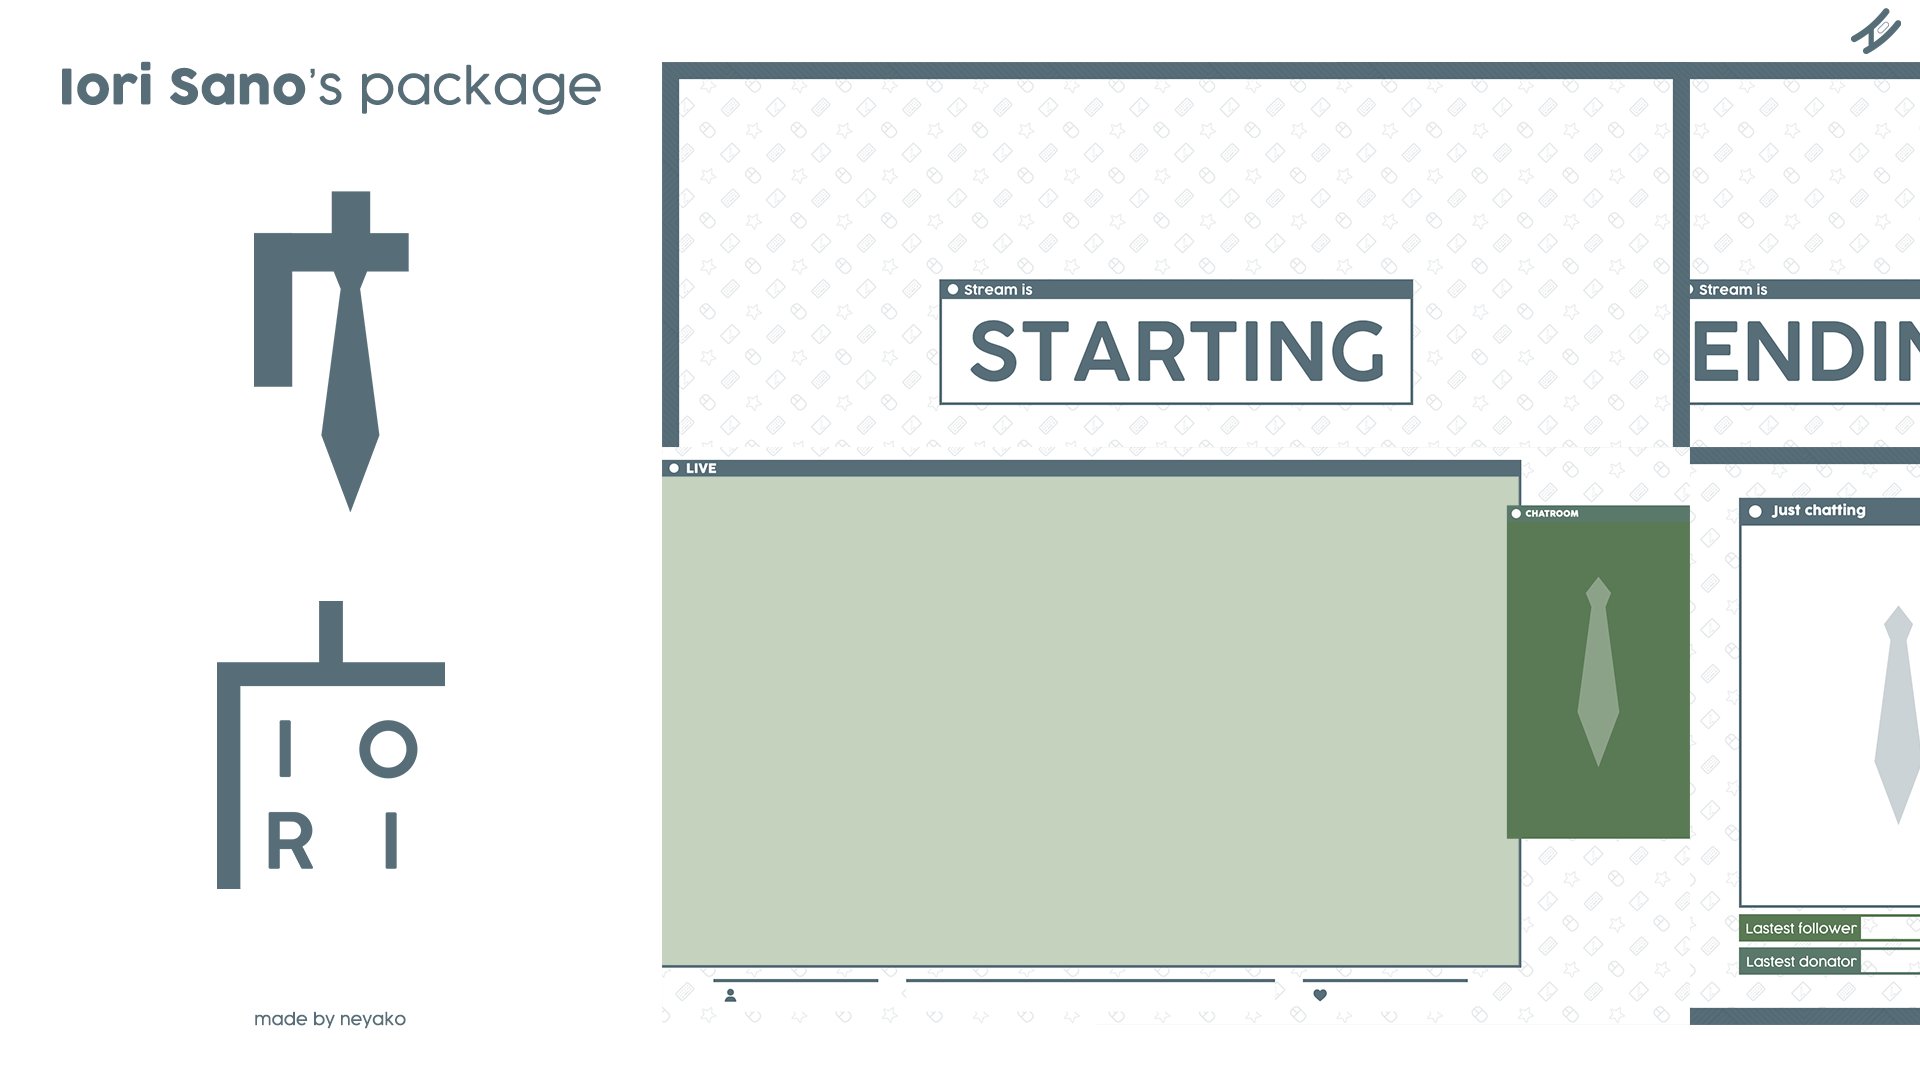 Iori Sano's package
I O
R I
made by neyako
Stream is
STARTING
Stream is
ENDIN
LIVE
CHATROOM
Just chatting
Lastest follower
Lastest donator